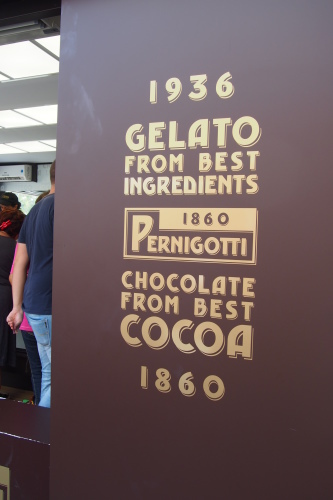 1936
GELATO
FROM BEST
INGREDIENTS
1860
PERNIGOTTI
CHOCOLATE
FROM BEST
COCOA
1860